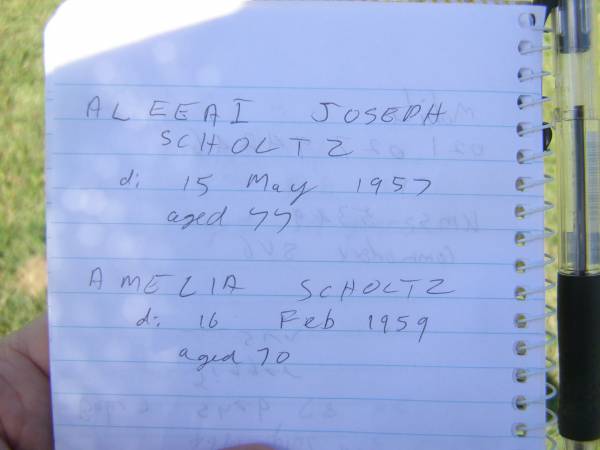 ALEEAI JOSEPH
SCHOLTZ
d: 15 May 1957
aged 77
AMELIA SCHOLTZ
d: 16 Feb 1959
aged 70